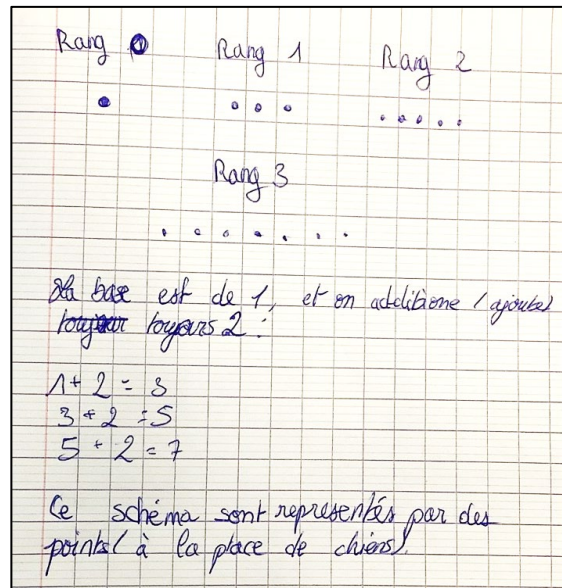 Rang 0 Rang 1 Rang 2
Rang 3
La base est de 1, et on additione (ajoute)
toujour toujours 2 :
1 + 2 = 3
3 + 2 = 5
5 + 2 = 7
Ce schéma sont representés par des
points (à la place de chiens).